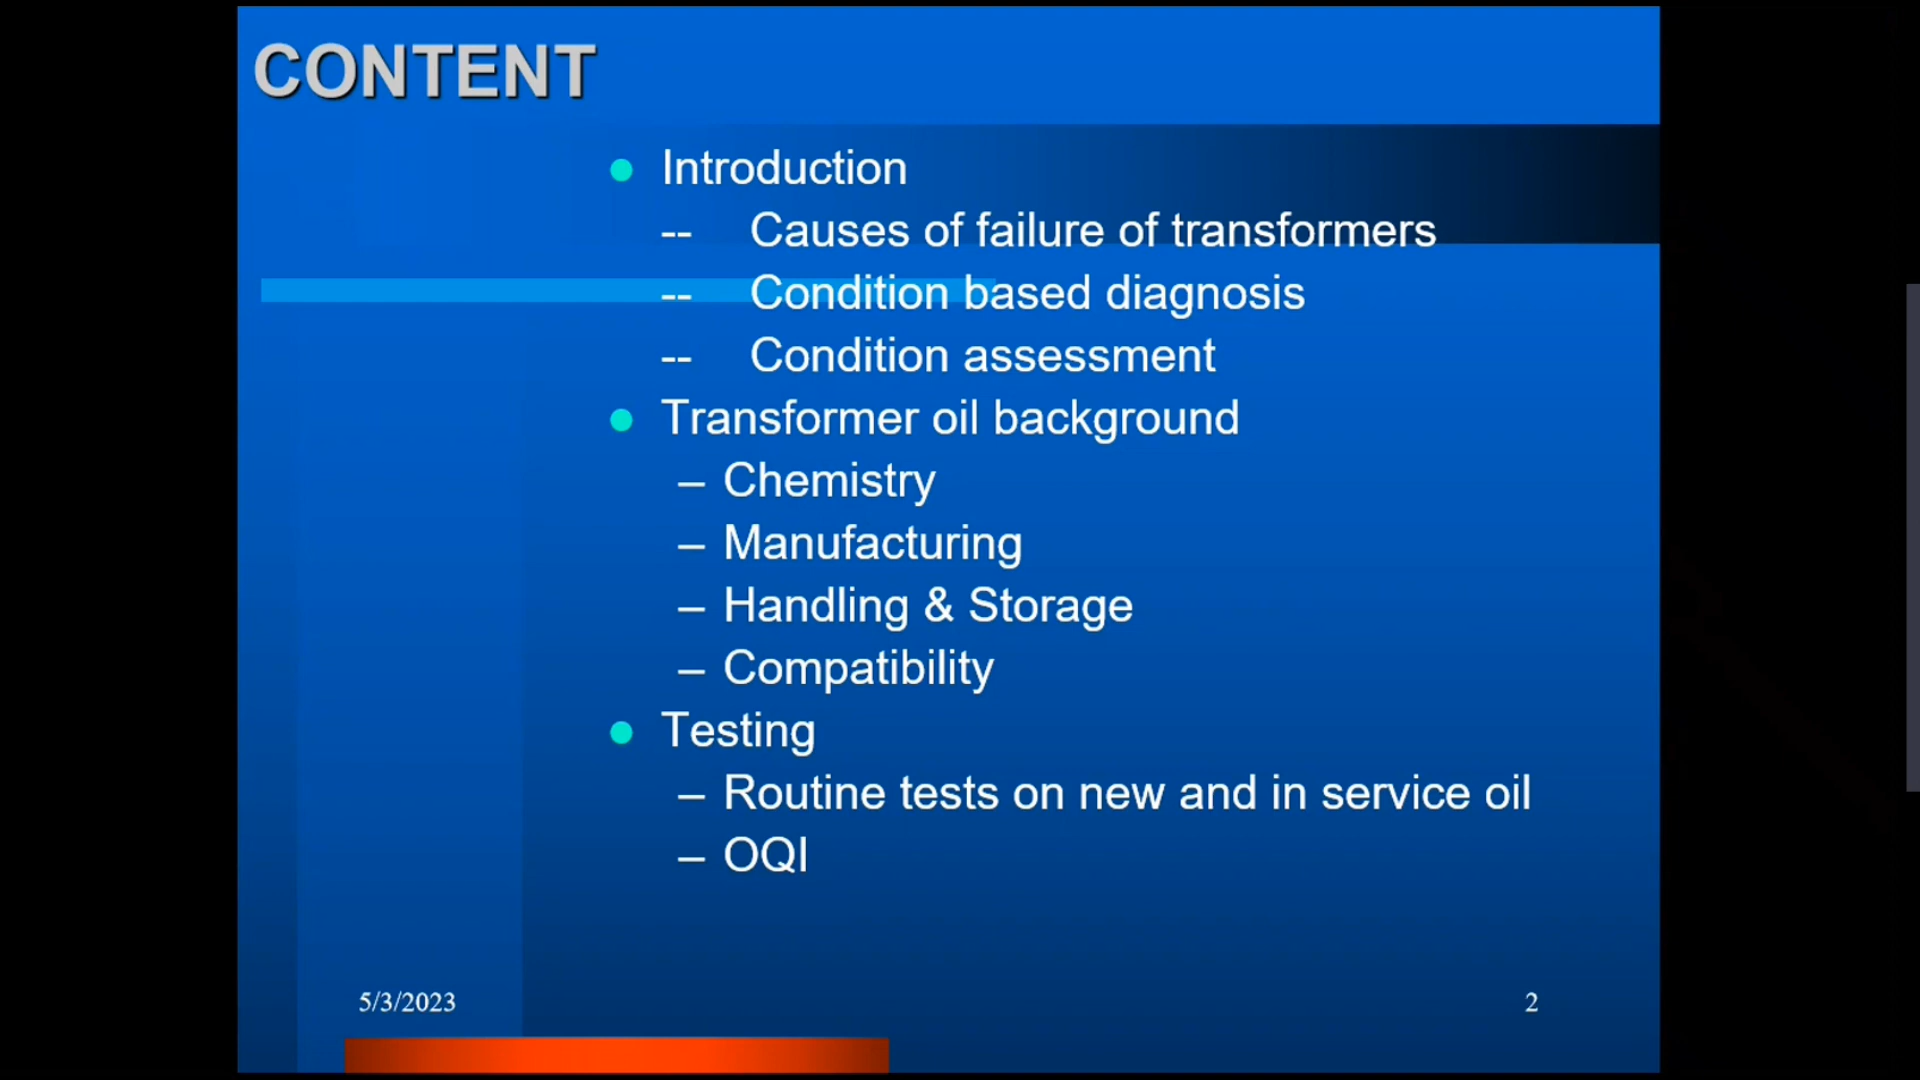 CONTENT
● Introduction
-- Causes of failure of transformers
-- Condition based diagnosis
-- Condition assessment
● Transformer oil background
– Chemistry
– Manufacturing
– Handling & Storage
– Compatibility
● Testing
– Routine tests on new and in service oil
– OQI
5/3/2023
2